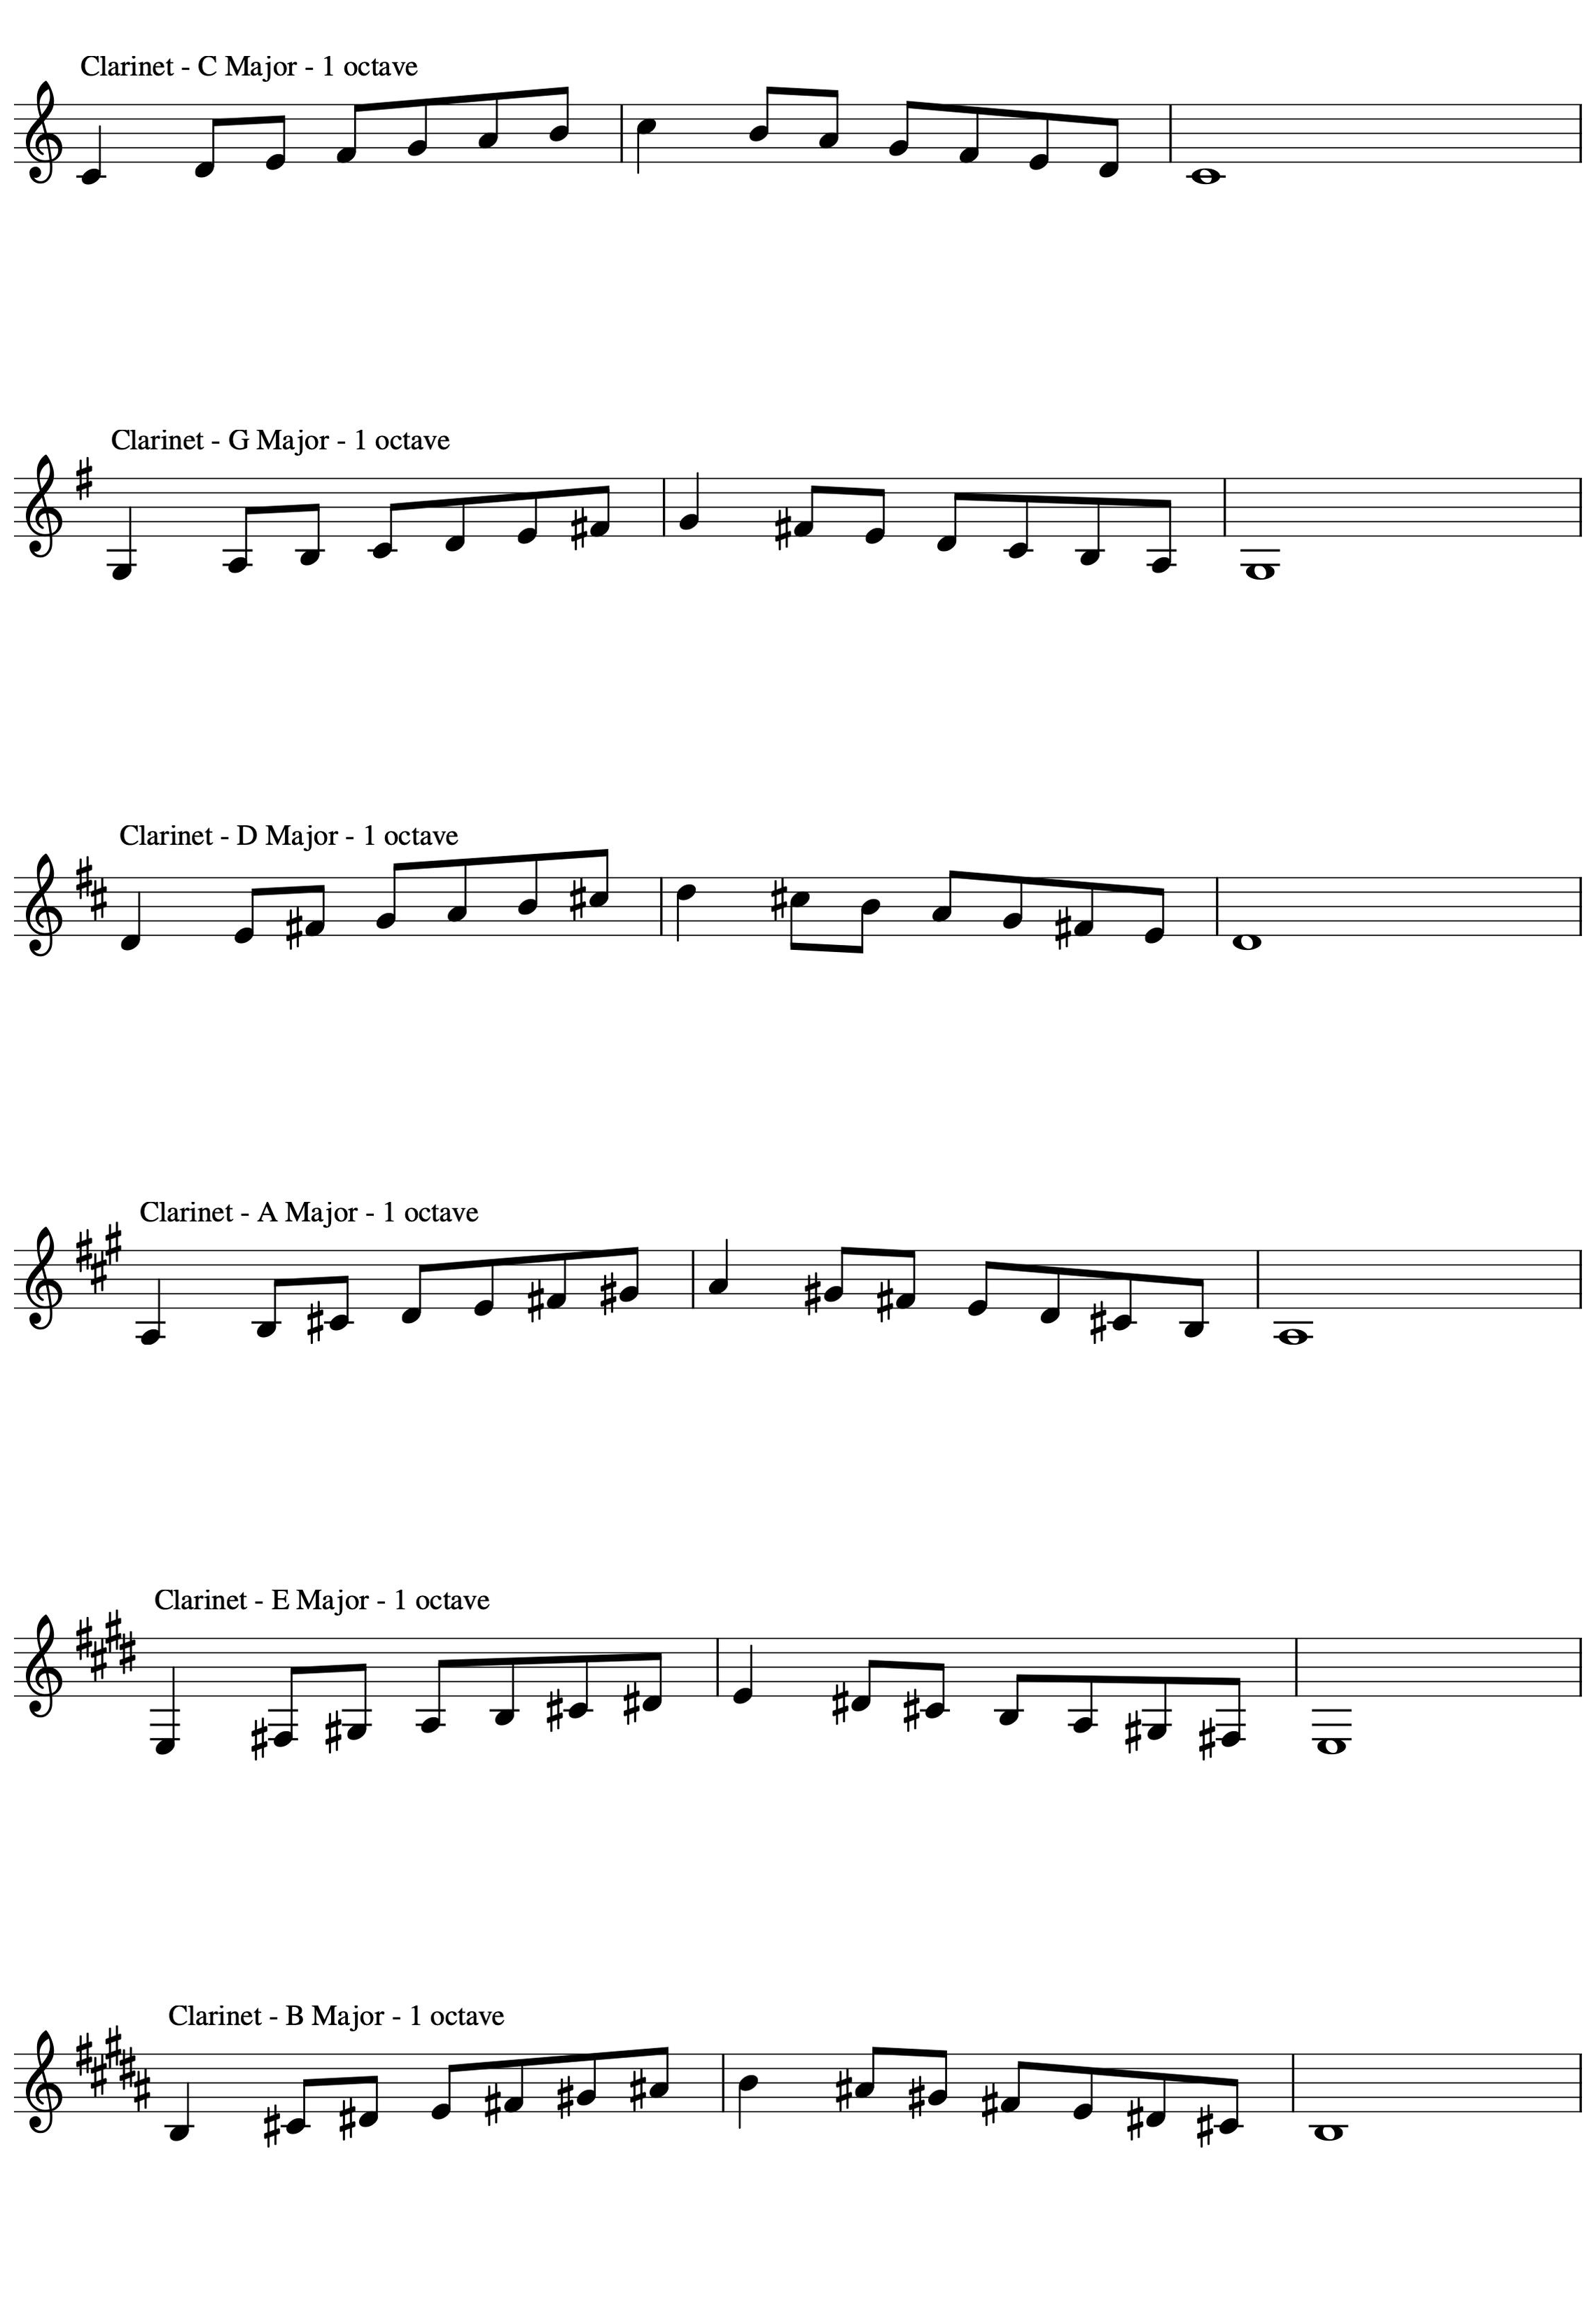 Clarinet - C Major - 1 octave
Clarinet - G Major - 1 octave
Clarinet - D Major - 1 octave
Clarinet - A Major - 1 octave
Clarinet - E Major - 1 octave
Clarinet - B Major - 1 octave